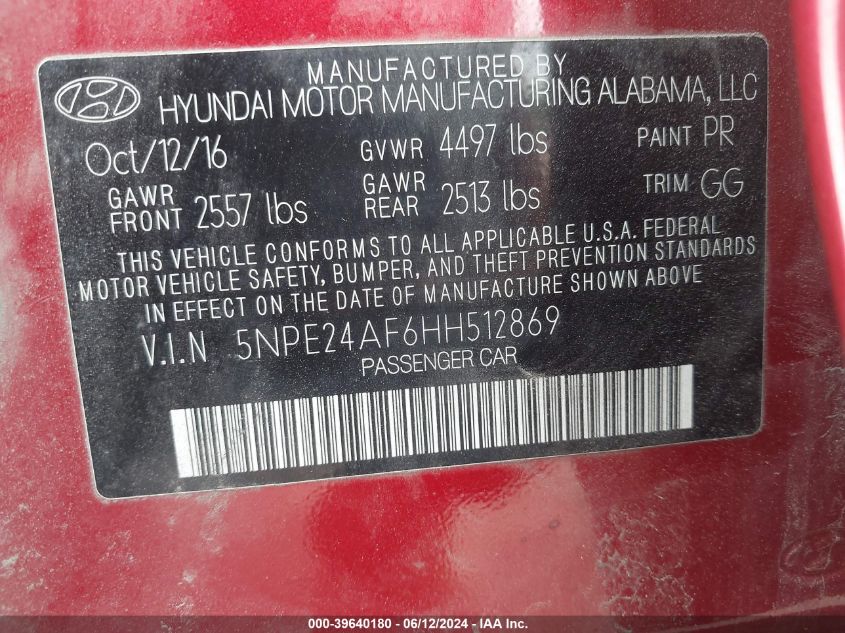 MANUFACTURED BY
HYUNDAI MOTOR MANUFACTURING ALABAMA, LLC
Oct/12/16 GVWR 4497 lbs PAINT PR
GAWR FRONT 2557 lbs GAWR REAR 2513 lbs TRIM GG
THIS VEHICLE CONFORMS TO ALL APPLICABLE U.S.A. FEDERAL
MOTOR VEHICLE SAFETY, BUMPER, AND THEFT PREVENTION STANDARDS
IN EFFECT ON THE DATE OF MANUFACTURE SHOWN ABOVE
V.I.N 5NPE24AF6HH512869
PASSENGER CAR
000-39640180 - 06/12/2024 - IAA Inc.